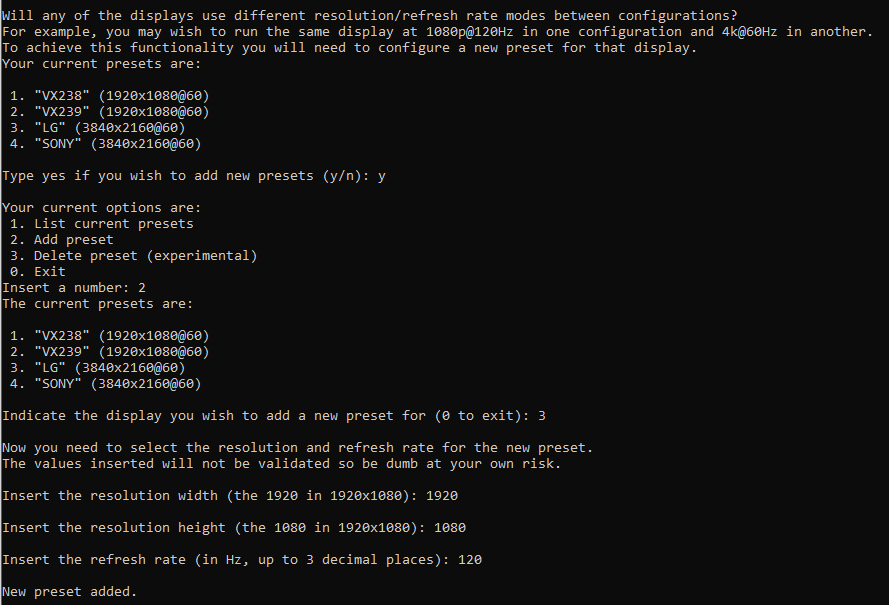 Will any of the displays use different resolution/refresh rate modes between configurations?
For example, you may wish to run the same display at 1080p@120Hz in one configuration and 4k@60Hz in another.
To achieve this functionality you will need to configure a new preset for that display.
Your current presets are:
1. "VX238" (1920x1080@60)
2. "VX239" (1920x1080@60)
3. "LG" (3840x2160@60)
4. "SONY" (3840x2160@60)
Type yes if you wish to add new presets (y/n): y
Your current options are:
1. List current presets
2. Add preset
3. Delete preset (experimental)
0. Exit
Insert a number: 2
The current presets are:
1. "VX238" (1920x1080@60)
2. "VX239" (1920x1080@60)
3. "LG" (3840x2160@60)
4. "SONY" (3840x2160@60)
Indicate the display you wish to add a new preset for (0 to exit): 3
Now you need to select the resolution and refresh rate for the new preset.
The values inserted will not be validated so be dumb at your own risk.
Insert the resolution width (the 1920 in 1920x1080): 1920
Insert the resolution height (the 1080 in 1920x1080): 1080
Insert the refresh rate (in Hz, up to 3 decimal places): 120
New preset added.